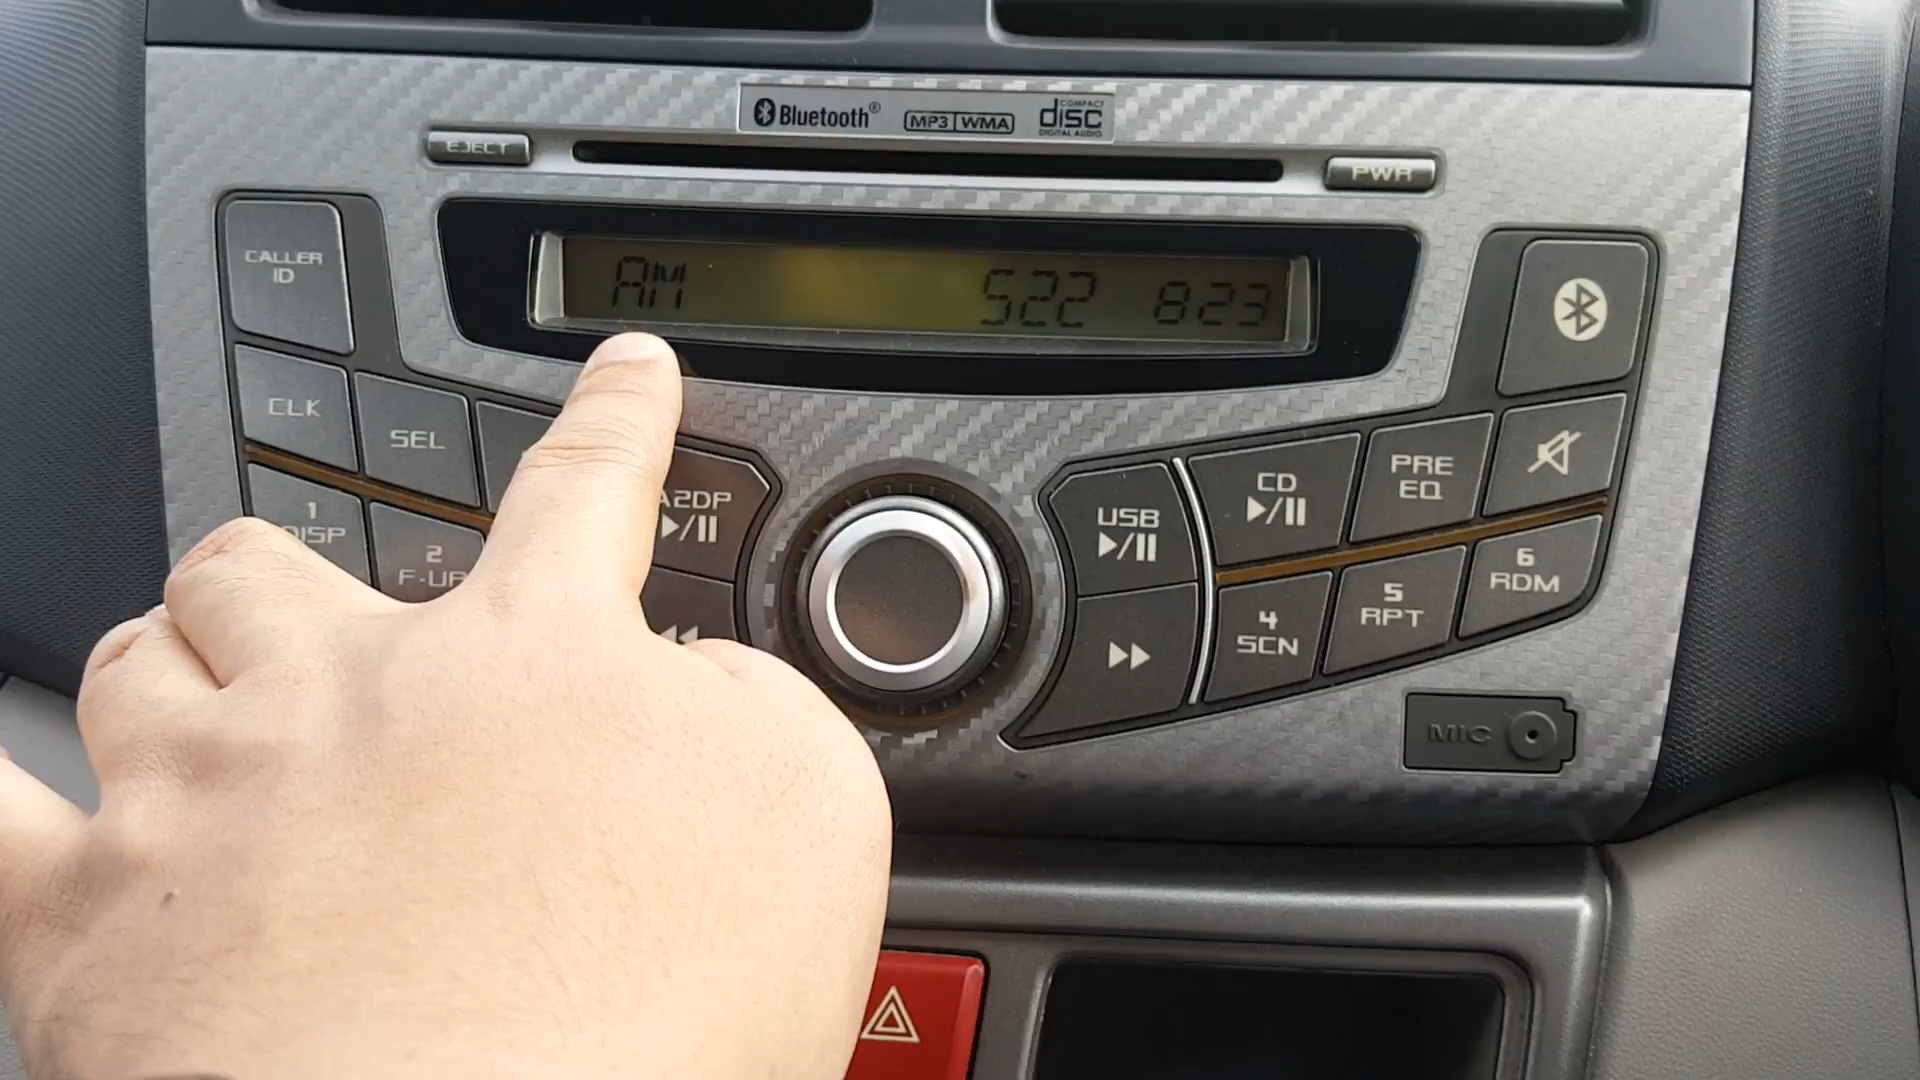 Bluetooth®
MP3 WMA
COMPACT
disc
DIGITAL AUDIO
EJECT
PWR
AM 522 823
CALLER
ID
CLK
SEL
A2DP
▶/II
USB
▶/II
CD
▶/II
PRE
EQ
1
DISP
2
F-UP
4
SCN
5
RPT
6
RDM
MIC